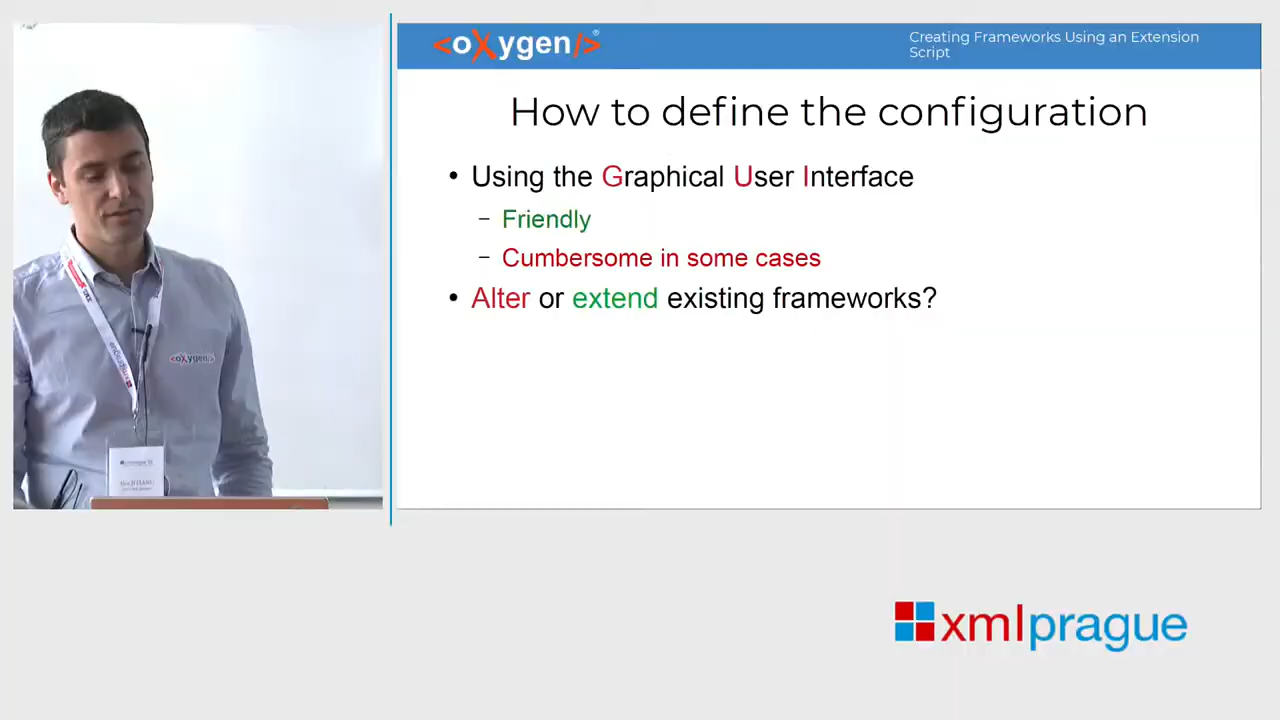 <oXygen/>®
Creating Frameworks Using an Extension
Script
How to define the configuration
• Using the Graphical User Interface
– Friendly
– Cumbersome in some cases
• Alter or extend existing frameworks?
<oXygen/>
xmlprague